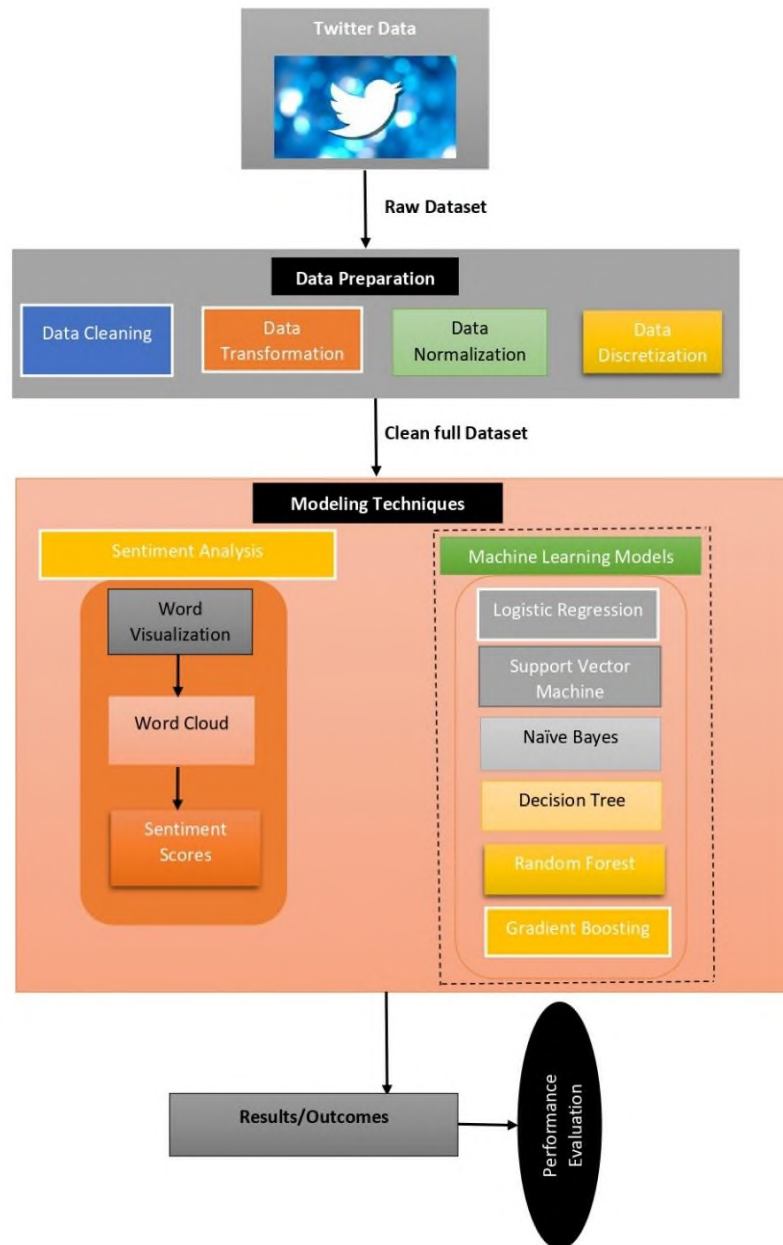 Twitter Data
Raw Dataset
Data Preparation
Data Cleaning
Data
Transformation
Data
Normalization
Data
Discretization
Clean full Dataset
Modeling Techniques
Sentiment Analysis
Word
Visualization
Word Cloud
Sentiment
Scores
Machine Learning Models
Logistic Regression
Support Vector
Machine
Naïve Bayes
Decision Tree
Random Forest
Gradient Boosting
Results/Outcomes
Performance
Evaluation